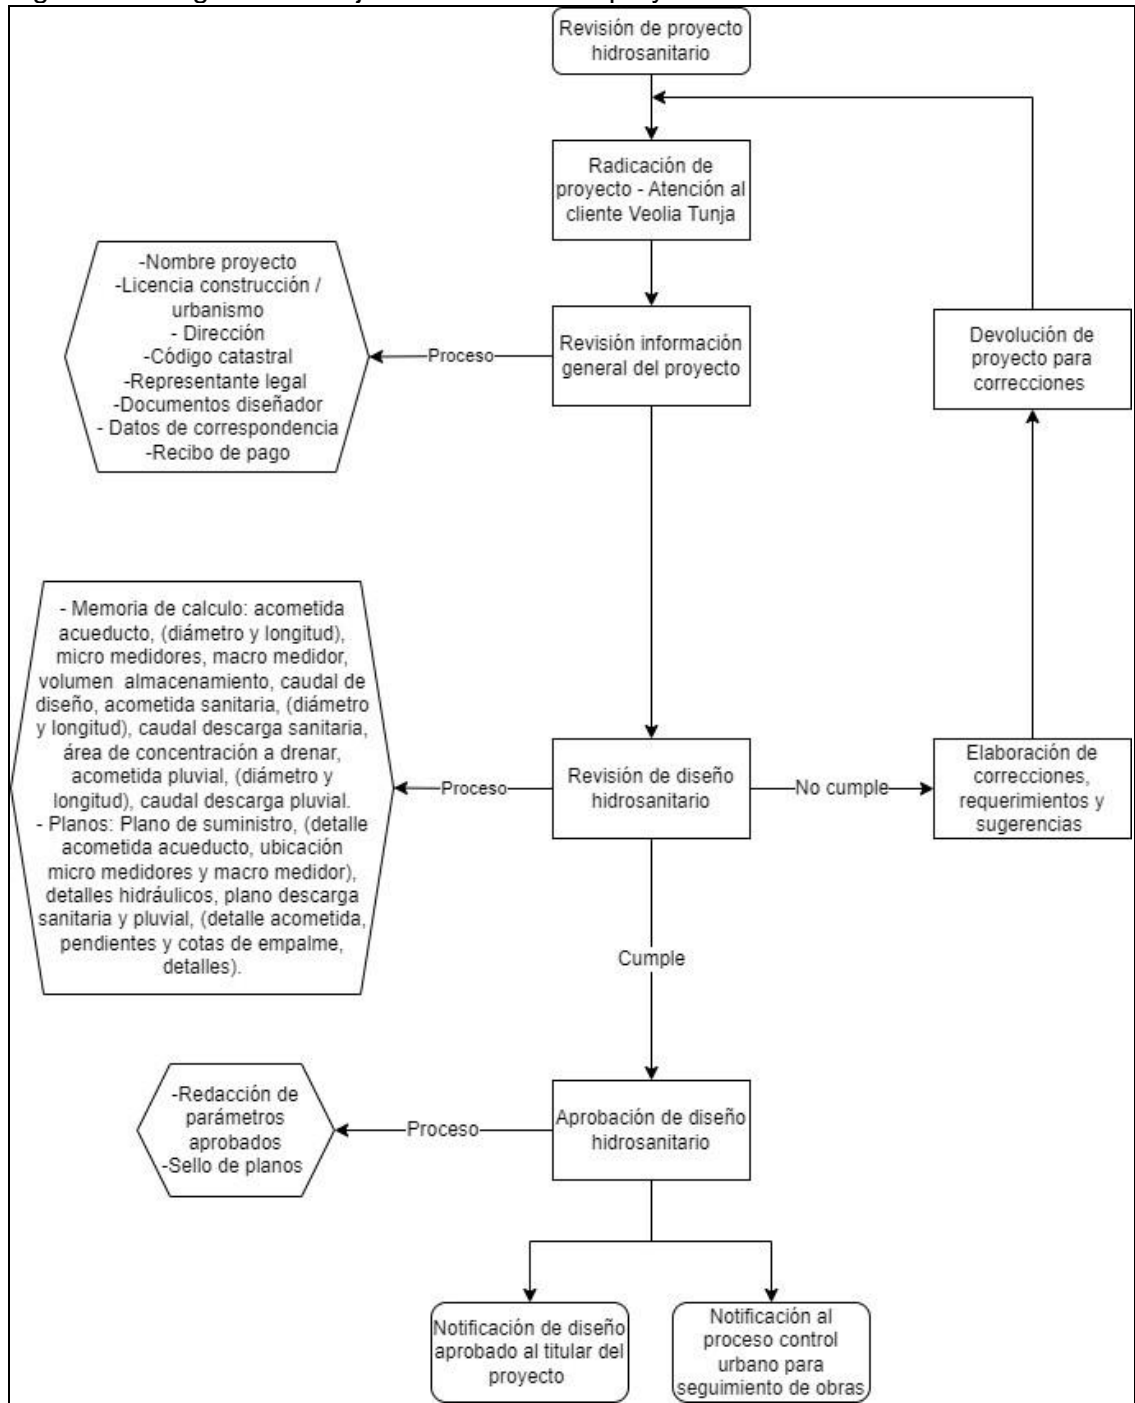 Revisión de proyecto
hidrosanitario
Radicación de
proyecto - Atención al
cliente Veolia Tunja
-Nombre proyecto
-Licencia construcción /
urbanismo
- Dirección
-Código catastral
-Representante legal
-Documentos diseñador
- Datos de correspondencia
-Recibo de pago
Proceso
Revisión información
general del proyecto
Devolución de
proyecto para
correcciones
- Memoria de calculo: acometida
acueducto, (diámetro y longitud),
micro medidores, macro medidor,
volumen almacenamiento, caudal de
diseño, acometida sanitaria, (diámetro
y longitud), caudal descarga sanitaria,
área de concentración a drenar,
acometida pluvial, (diámetro y
longitud), caudal descarga pluvial.
- Planos: Plano de suministro, (detalle
acometida acueducto, ubicación
micro medidores y macro medidor),
detalles hidráulicos, plano descarga
sanitaria y pluvial, (detalle acometida,
pendientes y cotas de empalme,
detalles).
Proceso
Revisión de diseño
hidrosanitario
No cumple
Elaboración de
correcciones,
requerimientos y
sugerencias
Cumple
-Redacción de
parámetros
aprobados
-Sello de planos
Proceso
Aprobación de diseño
hidrosanitario
Notificación de diseño
aprobado al titular del
proyecto
Notificación al
proceso control
urbano para
seguimiento de obras